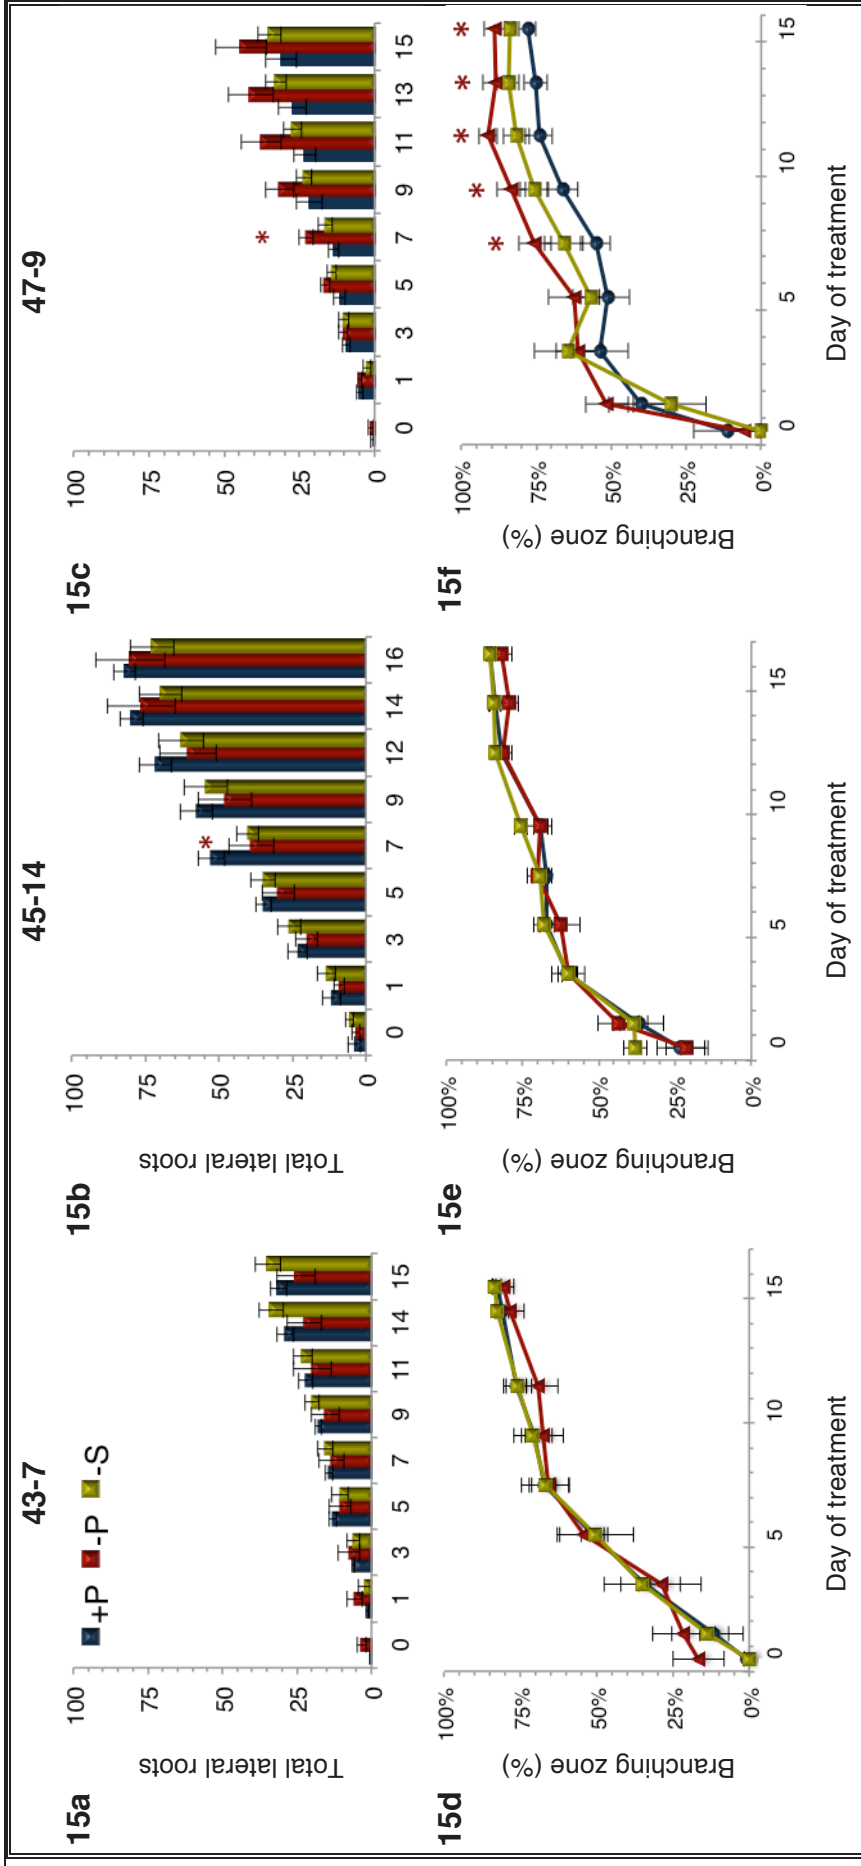 43-7
45-14
47-9
15a
+P -P -S
Total lateral roots
100
75
50
25
0
0 1 3 5 7 9 11 14 15
15b
Total lateral roots
100
75
50
25
0
*
0 1 3 5 7 9 12 14 16
15c
100
75
50
25
0
*
0 1 3 5 7 9 11 13 15
15d
Branching zone (%)
100%
75%
50%
25%
0%
0 5 10 15
Day of treatment
15e
Branching zone (%)
100%
75%
50%
25%
0%
0 5 10 15
Day of treatment
15f
Branching zone (%)
100%
75%
50%
25%
0%
* * * * *
0 5 10 15
Day of treatment